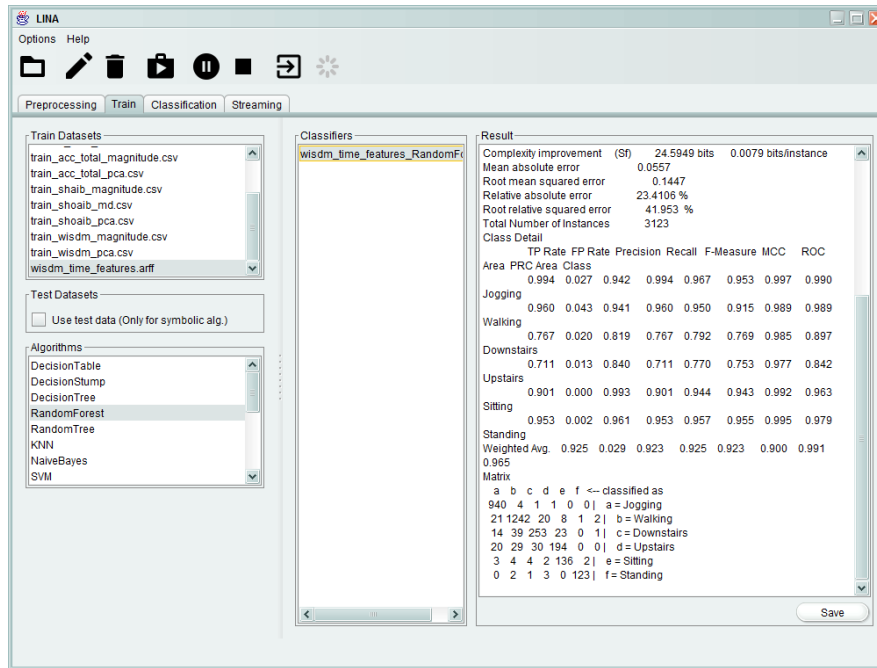 LINA
Options Help
Preprocessing Train Classification Streaming
Train Datasets
train_acc_total_magnitude.csv
train_acc_total_pca.csv
train_shaib_magnitude.csv
train_shoaib_md.csv
train_shoaib_pca.csv
train_wisdm_magnitude.csv
train_wisdm_pca.csv
wisdm_time_features.arff
Test Datasets
Use test data (Only for symbolic alg.)
Algorithms
DecisionTable
DecisionStump
DecisionTree
RandomForest
RandomTree
KNN
NaiveBayes
SVM
Classifiers
wisdm_time_features_RandomFo
Result
Complexity improvement (Sf) 24.5949 bits 0.0079 bits/instance
Mean absolute error 0.0557
Root mean squared error 0.1447
Relative absolute error 23.4106 %
Root relative squared error 41.953 %
Total Number of Instances 3123
Class Detail
TP Rate FP Rate Precision Recall F-Measure MCC ROC
Area PRC Area Class
0.994 0.027 0.942 0.994 0.967 0.953 0.997 0.990
Jogging
0.960 0.043 0.941 0.960 0.950 0.915 0.989 0.989
Walking
0.767 0.020 0.819 0.767 0.792 0.769 0.985 0.897
Downstairs
0.711 0.013 0.840 0.711 0.770 0.753 0.977 0.842
Upstairs
0.901 0.000 0.993 0.901 0.944 0.943 0.992 0.963
Sitting
0.953 0.002 0.961 0.953 0.957 0.955 0.995 0.979
Standing
Weighted Avg. 0.925 0.029 0.923 0.925 0.923 0.900 0.991
0.965
Matrix
a b c d e f <-- classified as
940 4 1 1 0 0 | a = Jogging
21 1242 20 8 1 2 | b = Walking
14 39 253 23 0 1 | c = Downstairs
20 29 30 194 0 0 | d = Upstairs
3 4 4 2 136 2 | e = Sitting
0 2 1 3 0 123 | f = Standing
Save